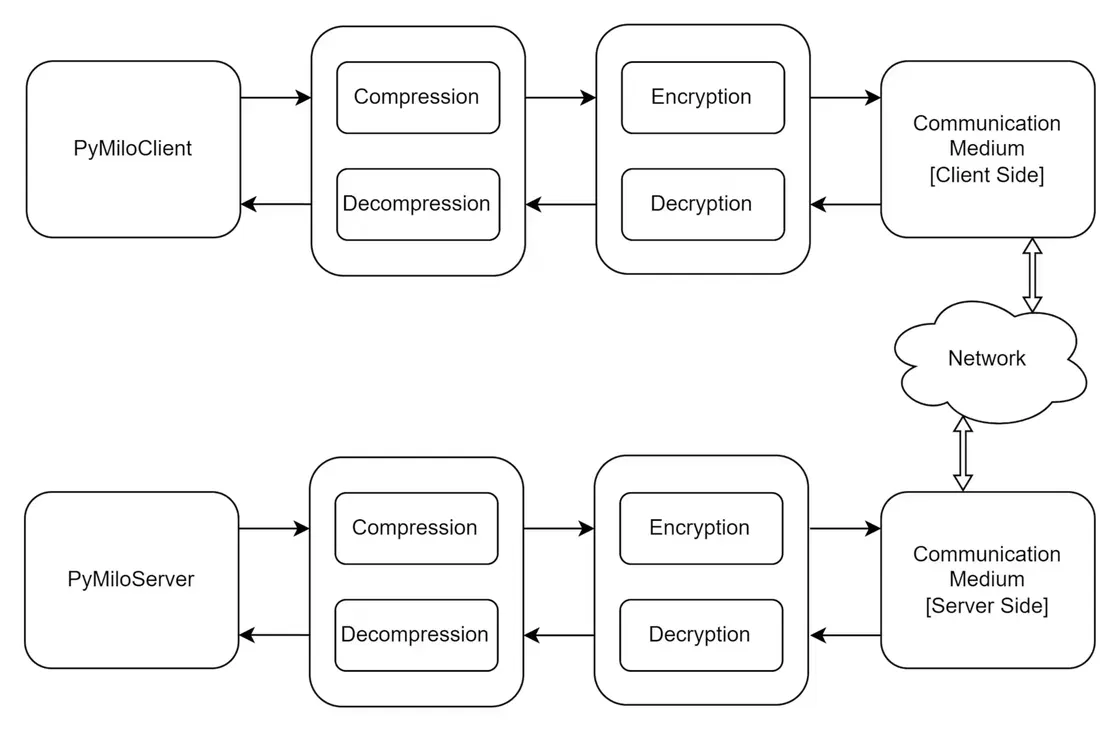 PyMiloClient
Compression
Decompression
Encryption
Decryption
Communication
Medium
[Client Side]
Network
PyMiloServer
Compression
Decompression
Encryption
Decryption
Communication
Medium
[Server Side]